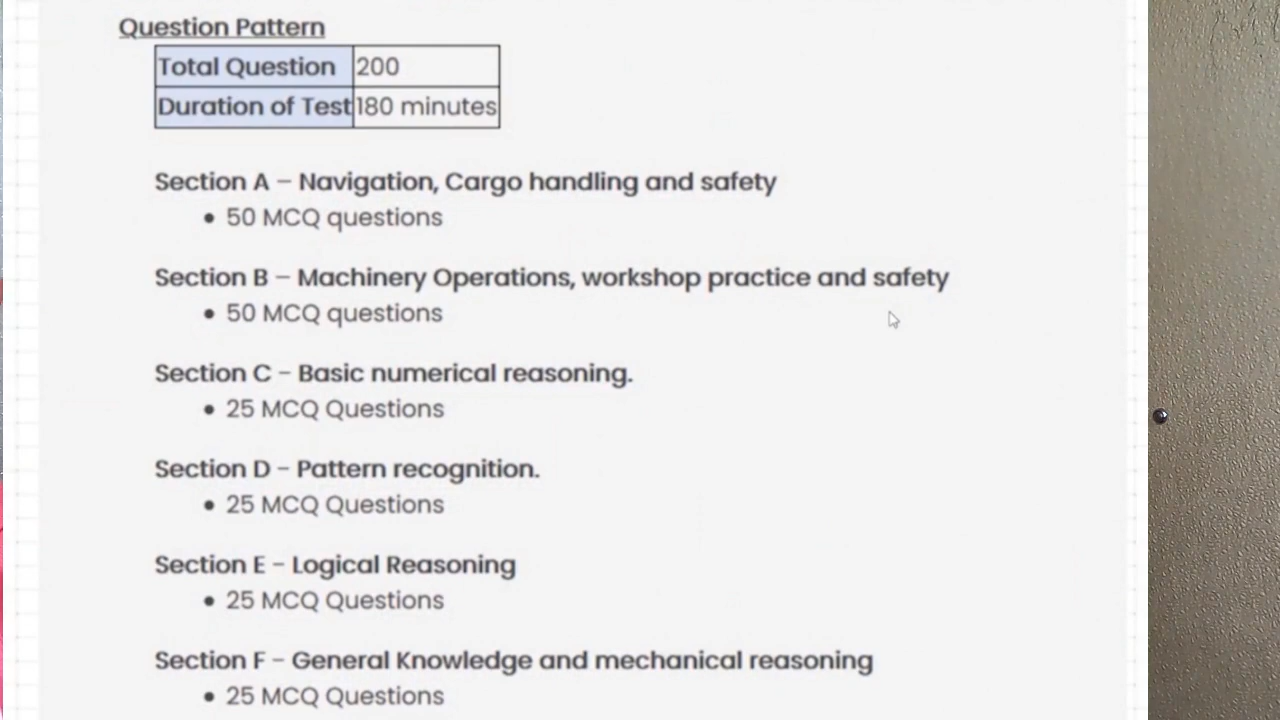 Question Pattern
Total Question 200
Duration of Test 180 minutes
Section A – Navigation, Cargo handling and safety
• 50 MCQ questions
Section B – Machinery Operations, workshop practice and safety
• 50 MCQ questions
Section C – Basic numerical reasoning.
• 25 MCQ Questions
Section D – Pattern recognition.
• 25 MCQ Questions
Section E – Logical Reasoning
• 25 MCQ Questions
Section F – General Knowledge and mechanical reasoning
• 25 MCQ Questions